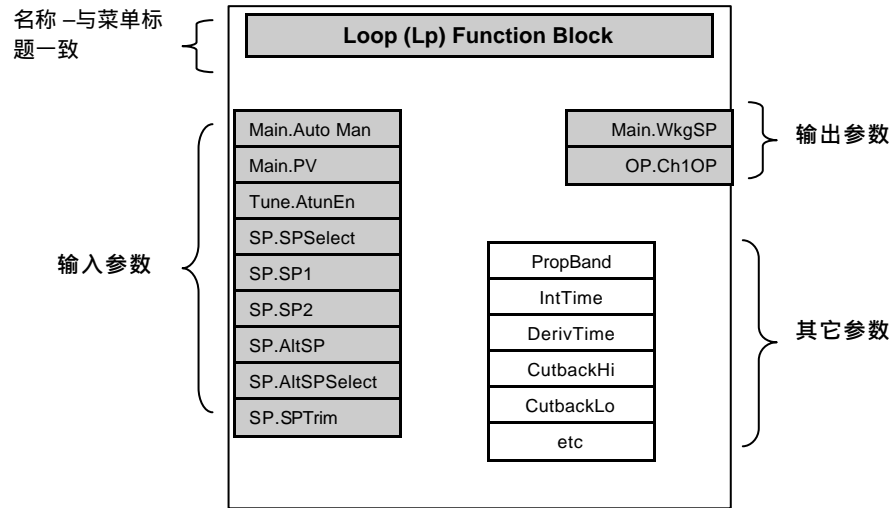 名称 –与菜单标
题一致
Loop (Lp) Function Block
输入参数
Main.Auto Man
Main.PV
Tune.AtunEn
SP.SPSelect
SP.SP1
SP.SP2
SP.AltSP
SP.AltSPSelect
SP.SPTrim
Main.WkgSP
OP.Ch1OP
输出参数
PropBand
IntTime
DerivTime
CutbackHi
CutbackLo
etc
其它参数